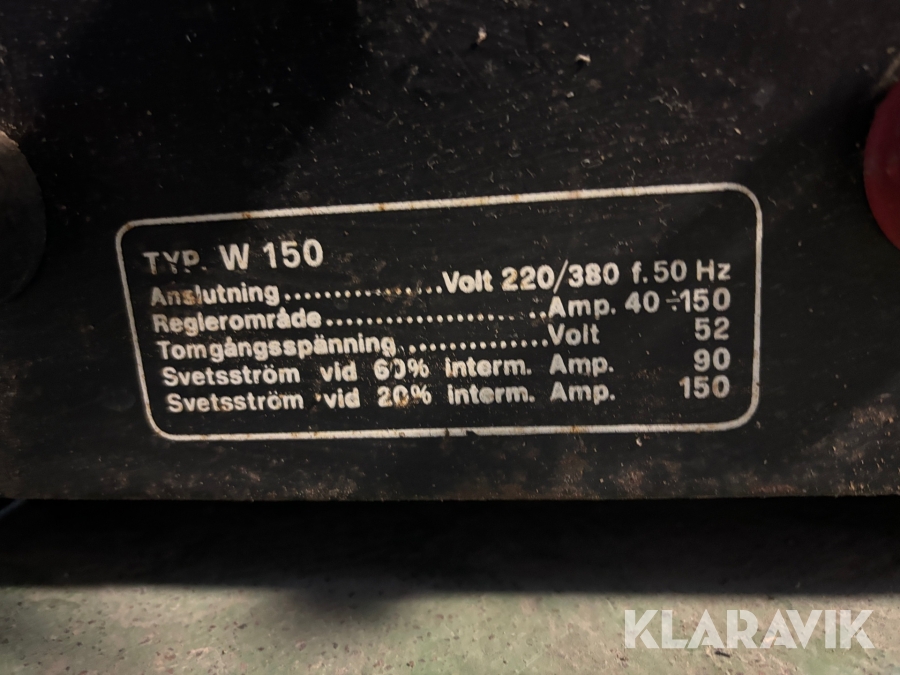 TYP. W 150
Anslutning................Volt 220/380 f.50 Hz
Reglerområde......................Amp. 40÷150
Tomgångsspänning...............Volt 52
Svetsström vid 60% interm. Amp. 90
Svetsström vid 20% interm. Amp. 150
KLARAVIK